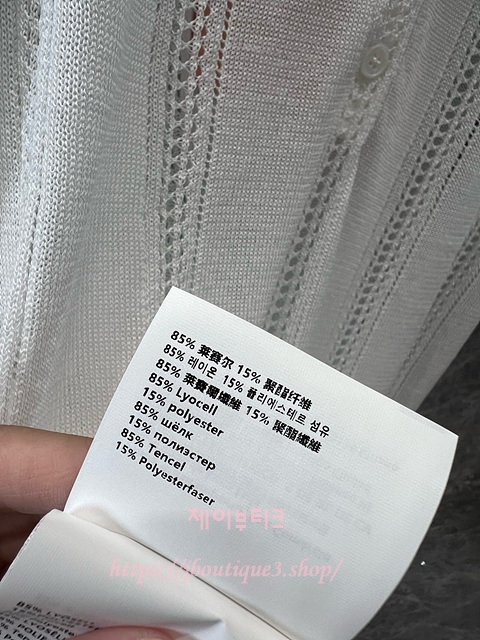 85% 莱赛尔 15% 聚酯纤维
85% 레이온 15% 폴리에스테르 섬유
85% 莱賽爾纖維 15% 聚酯纖維
85% Lyocell
15% polyester
85% шёлк
15% полиэстер
85% Tencel
15% Polyesterfaser
제이부티크
https://jboutique3.shop/